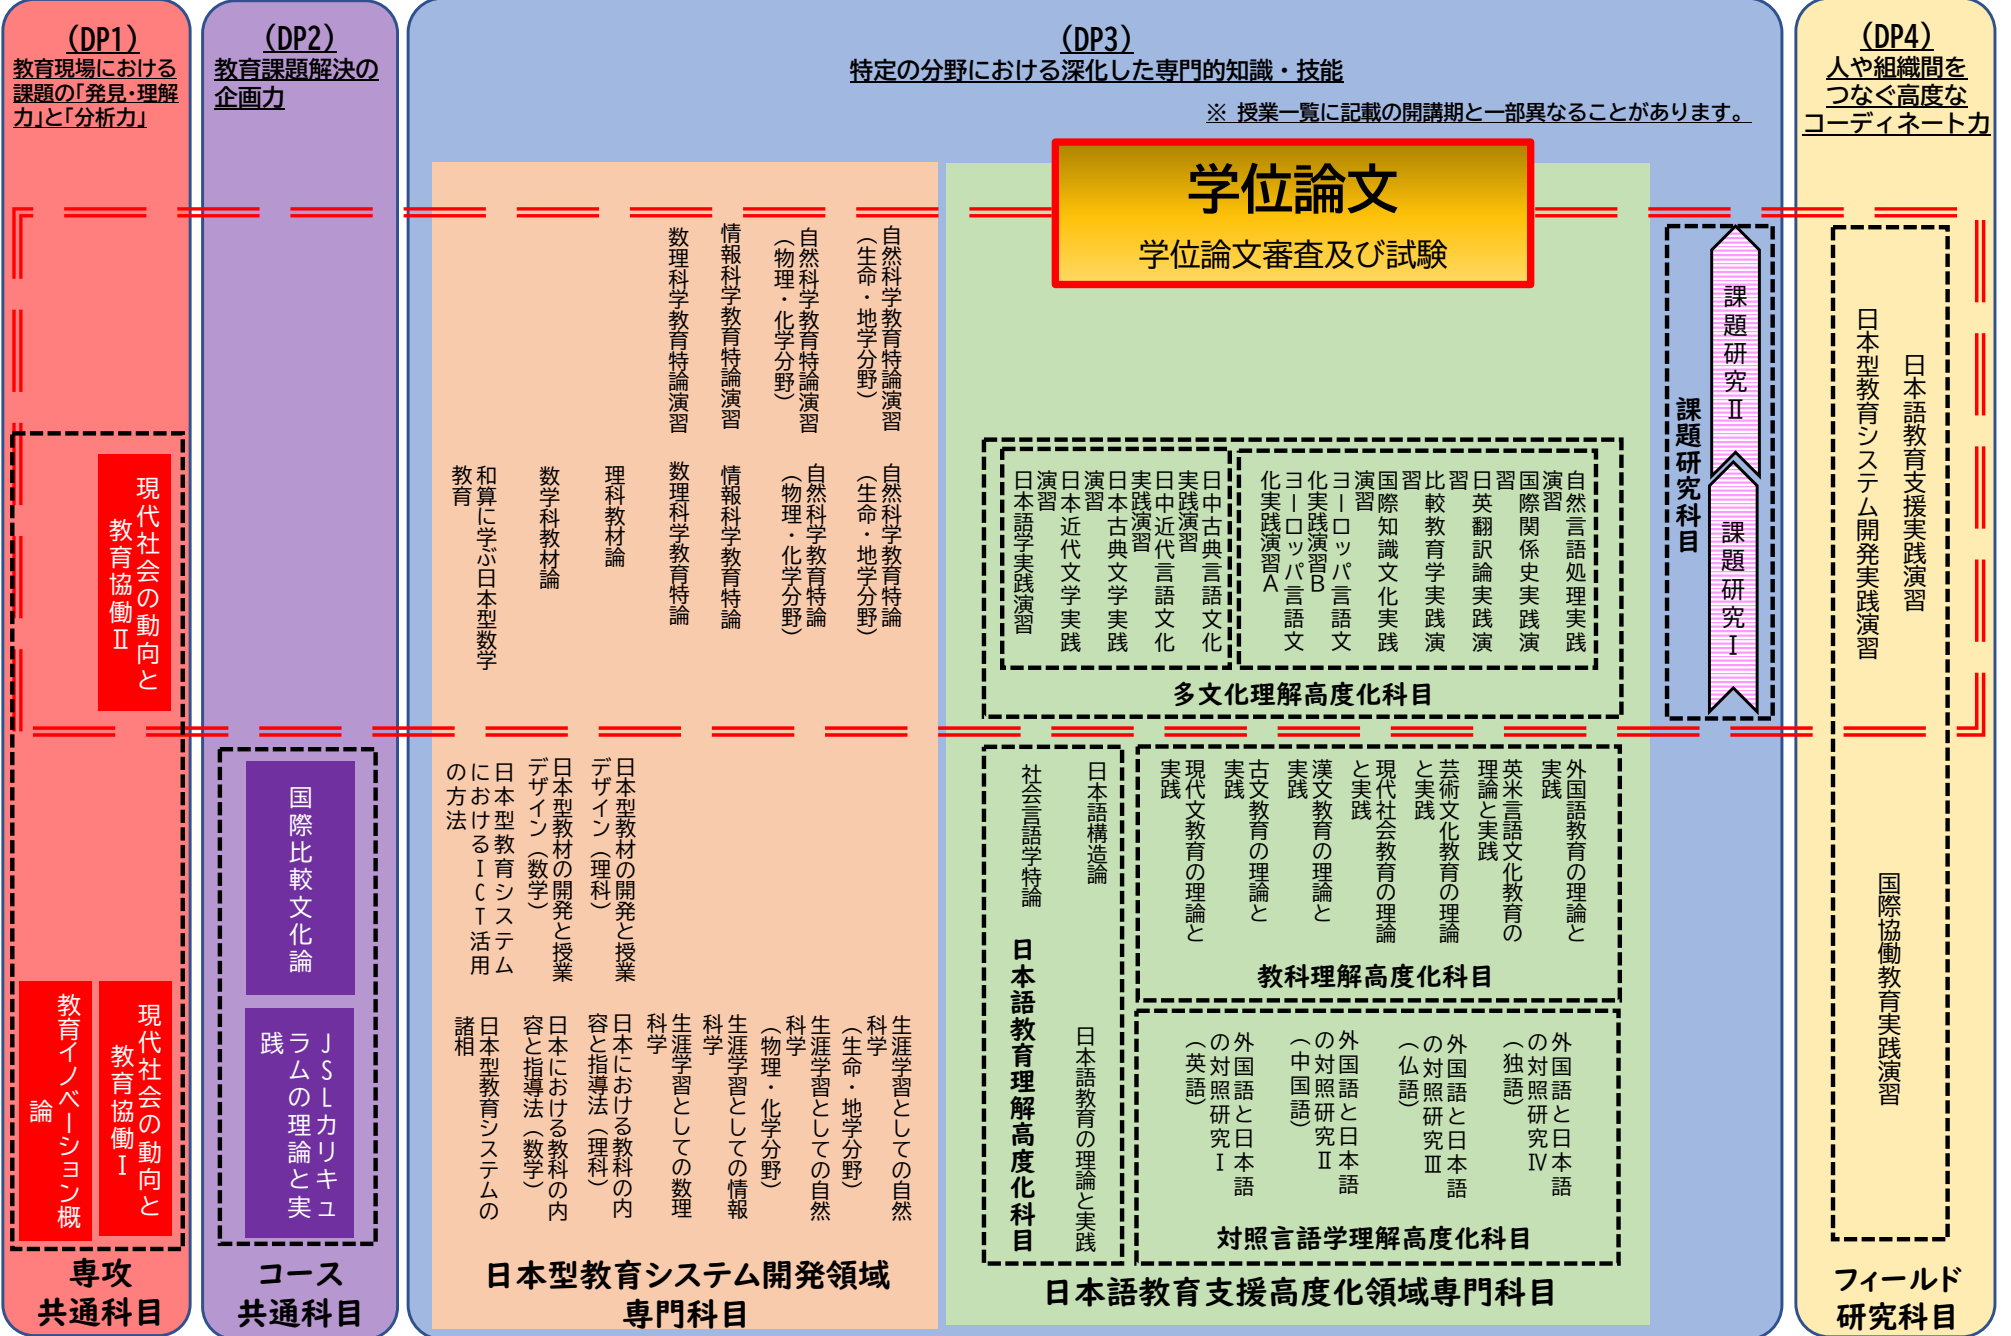 （DP1）
教育現場における
課題の「発見・理解
力」と「分析力」
現代社会の動向と
教育協働Ⅱ
現代社会の動向と
教育協働Ⅰ
教育イノベーション概
論
専攻
共通科目
（DP2）
教育課題解決の
企画力
国際比較文化論
JSLカリキュ
ラムの理論と実
践
コース
共通科目
（DP3）
特定の分野における深化した専門的知識・技能
※ 授業一覧に記載の開講期と一部異なることがあります。
学位論文
学位論文審査及び試験
自然科学教育特論演習
（生命・地学分野）
自然科学教育特論演習
（物理・化学分野）
情報科学教育特論演習
数理科学教育特論演習
自然科学教育特論
（生命・地学分野）
自然科学教育特論
（物理・化学分野）
情報科学教育特論
数理科学教育特論
理科教材論
数学科教材論
和算に学ぶ日本型数学
教育
日本型教材の開発と授業
デザイン（理科）
日本型教材の開発と授業
デザイン（数学）
日本型教育システム
におけるICT活用
の方法
生涯学習としての自然
科学
（生命・地学分野）
生涯学習としての自然
科学
（物理・化学分野）
生涯学習としての情報
科学
生涯学習としての数理
科学
日本における教科の内
容と指導法（理科）
日本における教科の内
容と指導法（数学）
日本型教育システムの
諸相
日本型教育システム開発領域
専門科目
自然言語処理実践
演習
国際関係史実践演
習
日英翻訳論実践演
習
比較教育学実践演
習
国際知識文化実践
演習
ヨーロッパ言語文
化実践演習B
ヨーロッパ言語文
化実践演習A
日中古典言語文化
実践演習
日中近代言語文化
実践演習
日本古典文学実践
演習
日本近代文学実践
演習
日本語学実践演習
多文化理解高度化科目
外国語教育の理論と
実践
英米言語文化教育の
理論と実践
芸術文化教育の理論
と実践
現代社会教育の理論
と実践
漢文教育の理論と
実践
古文教育の理論と
実践
現代文教育の理論と
実践
教科理解高度化科目
日本語構造論
社会言語学特論
日本語教育の理論と実践
日本語教育理解高度化科目
外国語と日本語
の対照研究Ⅳ
（独語）
外国語と日本語
の対照研究Ⅲ
（仏語）
外国語と日本語
の対照研究Ⅱ
（中国語）
外国語と日本語
の対照研究Ⅰ
（英語）
対照言語学理解高度化科目
日本語教育支援高度化領域専門科目
課題研究Ⅱ
課題研究Ⅰ
課題研究科目
（DP4）
人や組織間を
つなぐ高度な
コーディネート力
日本語教育支援実践演習
日本型教育システム開発実践演習
国際協働教育実践演習
フィールド
研究科目